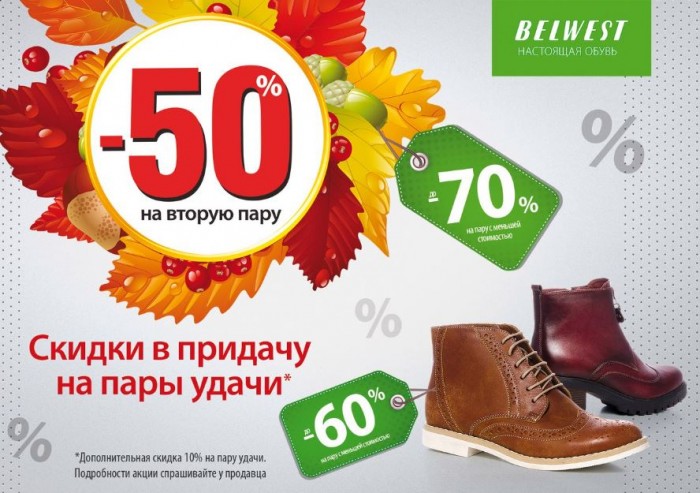 BELWEST
НАСТОЯЩАЯ ОБУВЬ
-50%
на вторую пару
до
-70%
на пару с меньшей
стоимостью
Скидки в придачу
на пары удачи*
до
-60%
на пару с меньшей стоимостью
*Дополнительная скидка 10% на пару удачи.
Подробности акции спрашивайте у продавца
%
%
%